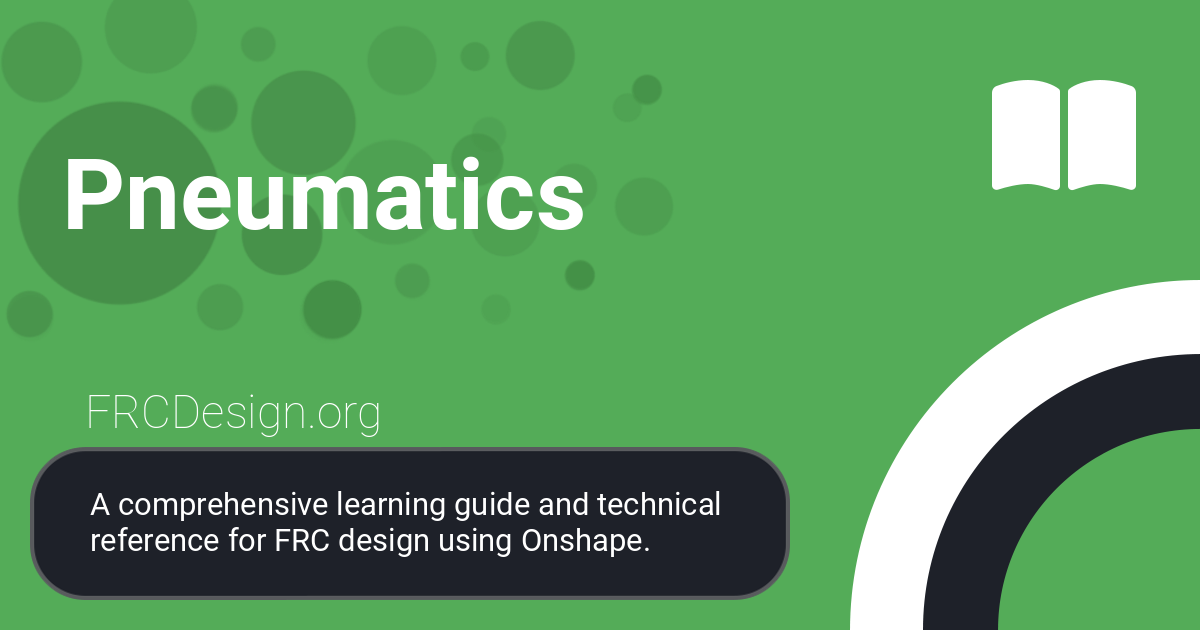 Pneumatics
FRCDesign.org
A comprehensive learning guide and technical
reference for FRC design using Onshape.